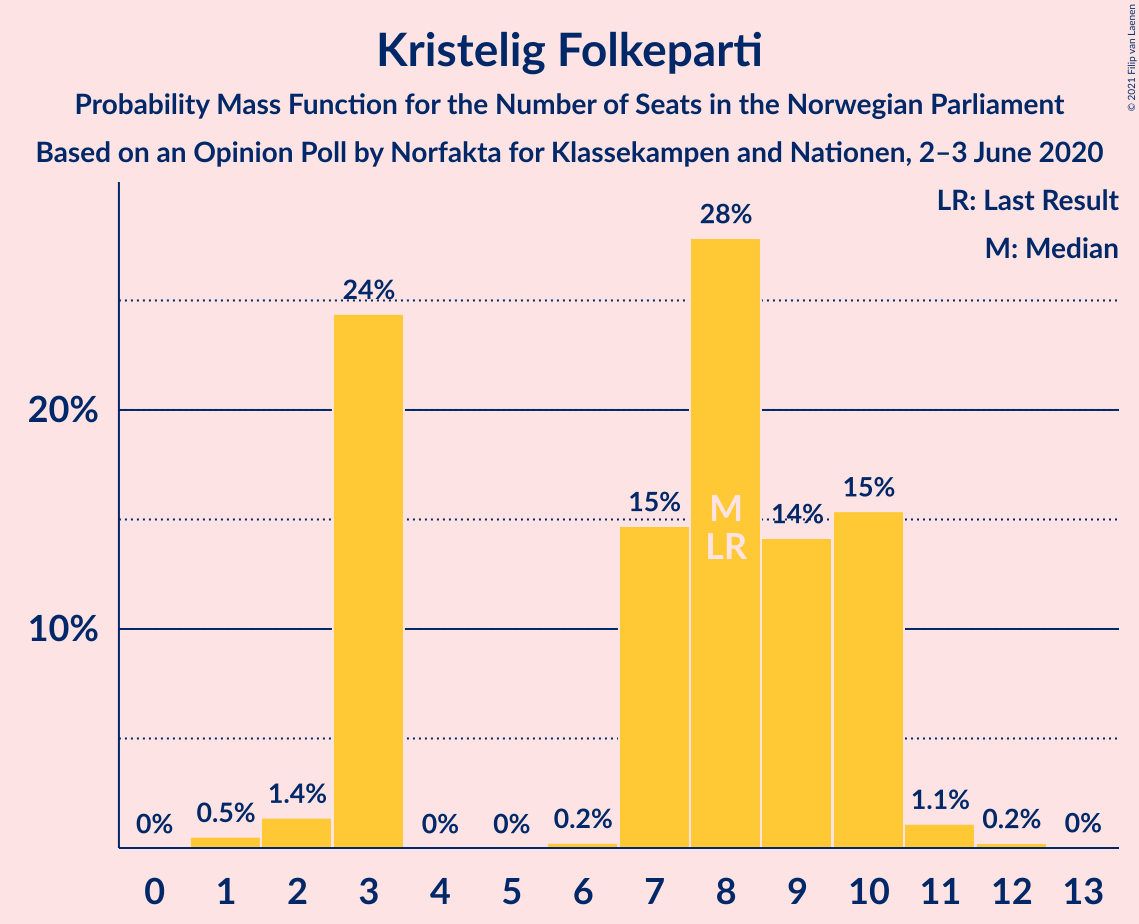 Kristelig Folkeparti
Probability Mass Function for the Number of Seats in the Norwegian Parliament
Based on an Opinion Poll by Norfakta for Klassekampen and Nationen, 2–3 June 2020
© 2021 Filip van Laenen
LR: Last Result
M: Median
20%
10%
0%
0.5%
1.4%
24%
0%
0%
0.2%
15%
28%
14%
15%
1.1%
0.2%
0%
M
LR
0 1 2 3 4 5 6 7 8 9 10 11 12 13